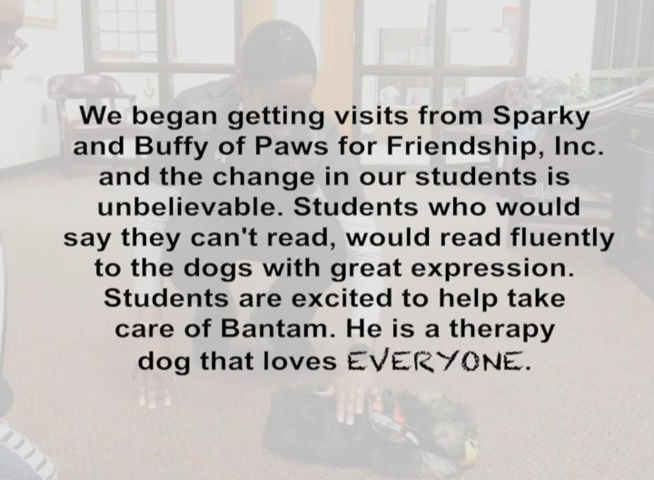 We began getting visits from Sparky
and Buffy of Paws for Friendship, Inc.
and the change in our students is
unbelievable. Students who would
say they can't read, would read fluently
to the dogs with great expression.
Students are excited to help take
care of Bantam. He is a therapy
dog that loves EVERYONE.